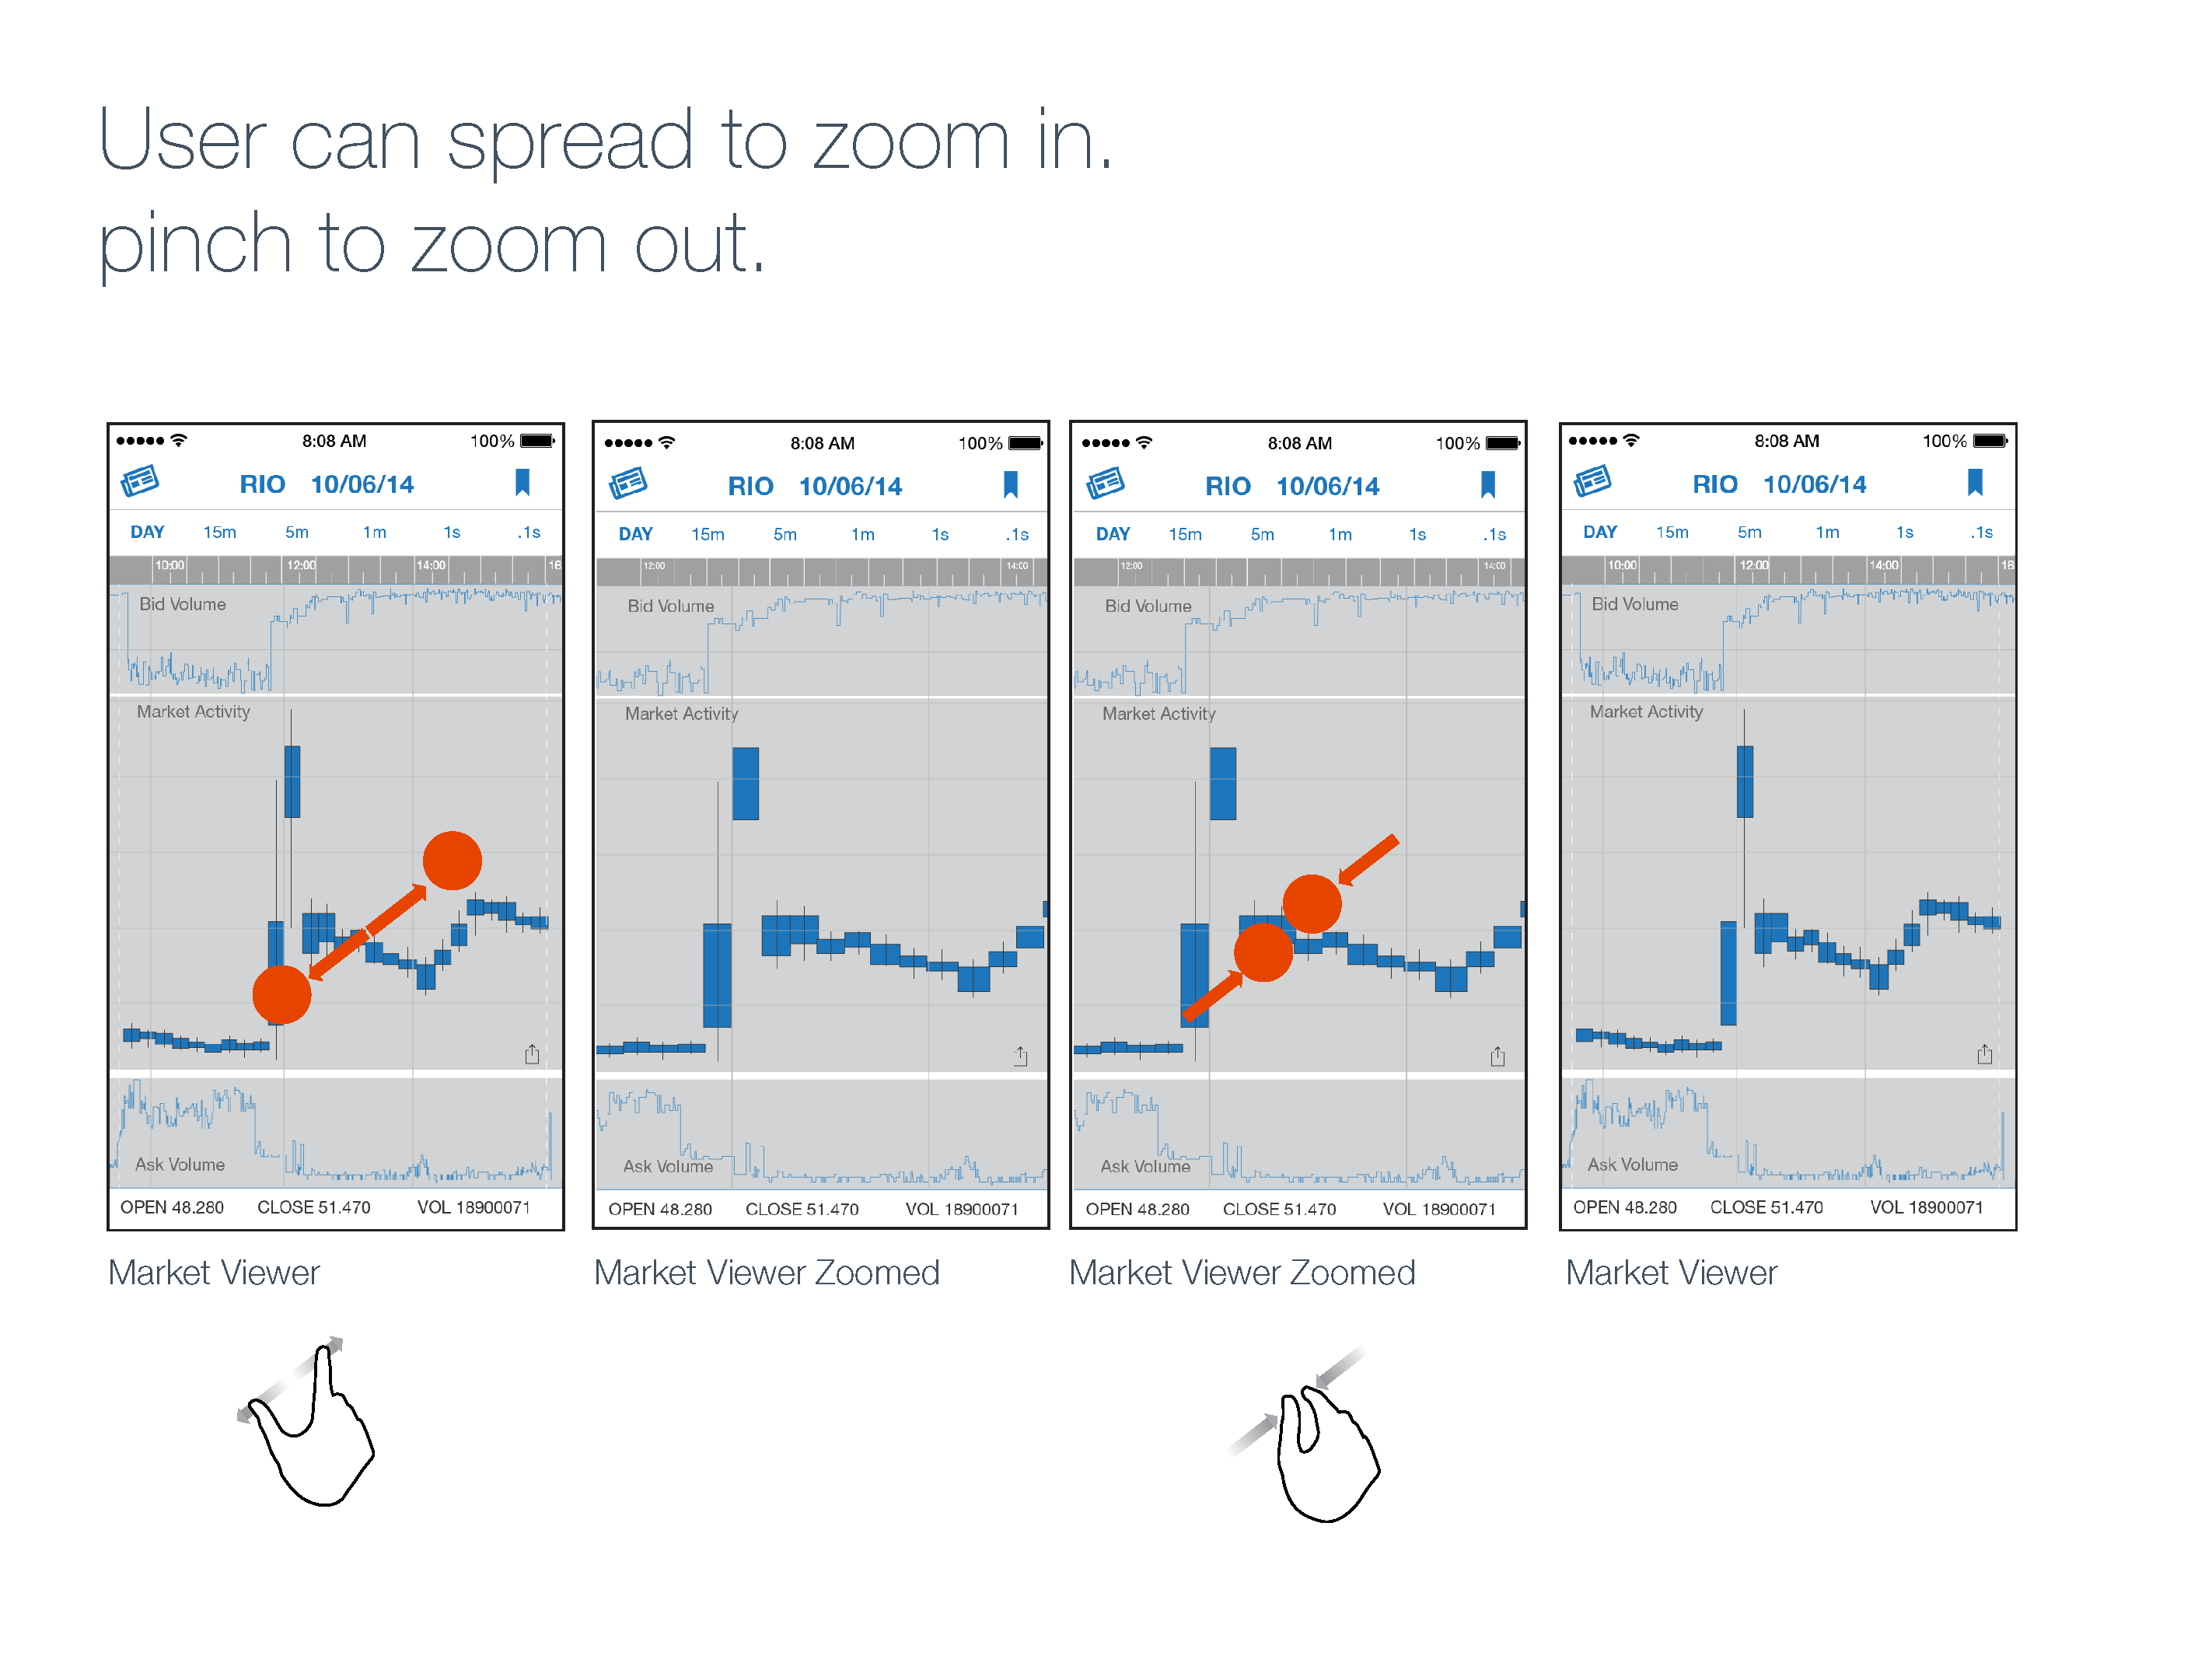 User can spread to zoom in.
pinch to zoom out.
8:08 AM 100%
RIO 10/06/14
DAY 15m 5m 1m 1s .1s
10:00 12:00 14:00 16
Bid Volume
Market Activity
Ask Volume
OPEN 48.280 CLOSE 51.470 VOL 18900071
Market Viewer
8:08 AM 100%
RIO 10/06/14
DAY 15m 5m 1m 1s .1s
12:00 14:00
Bid Volume
Market Activity
Ask Volume
OPEN 48.280 CLOSE 51.470 VOL 18900071
Market Viewer Zoomed
8:08 AM 100%
RIO 10/06/14
DAY 15m 5m 1m 1s .1s
12:00 14:00
Bid Volume
Market Activity
Ask Volume
OPEN 48.280 CLOSE 51.470 VOL 18900071
Market Viewer Zoomed
8:08 AM 100%
RIO 10/06/14
DAY 15m 5m 1m 1s .1s
10:00 12:00 14:00 16
Bid Volume
Market Activity
Ask Volume
OPEN 48.280 CLOSE 51.470 VOL 18900071
Market Viewer